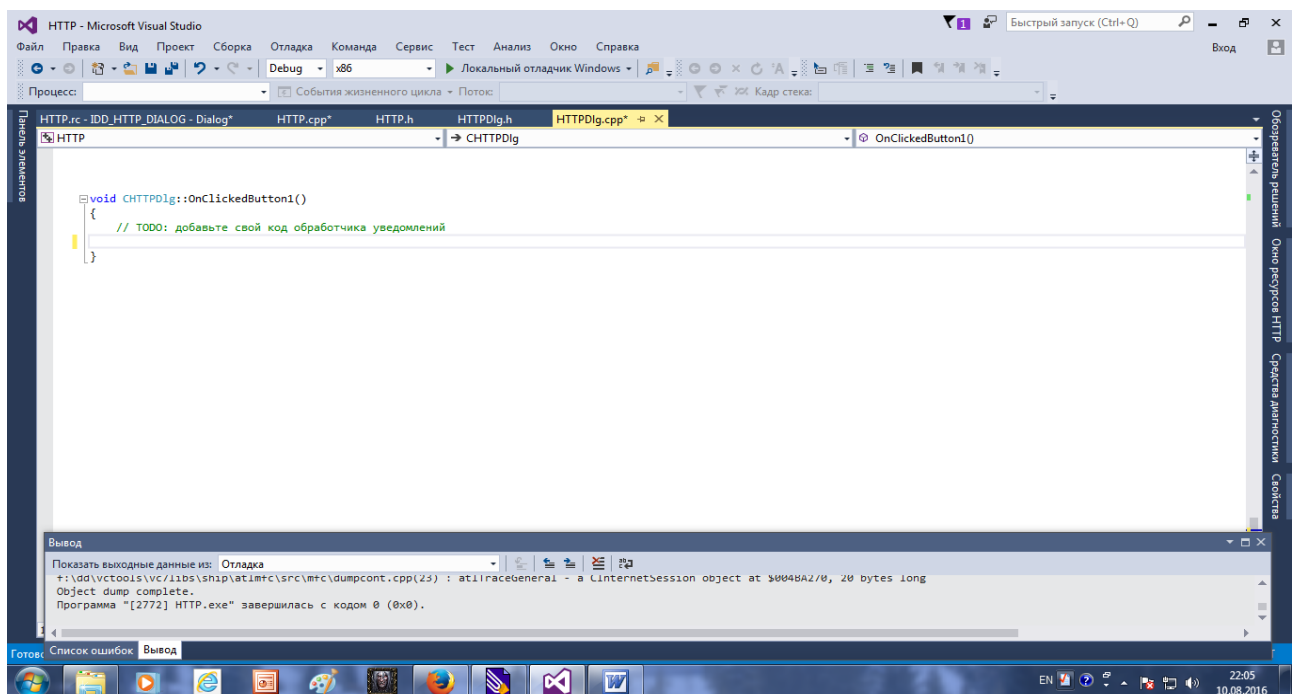 HTTP - Microsoft Visual Studio
1
Быстрый запуск (Ctrl+Q)
Файл Правка Вид Проект Сборка Отладка Команда Сервис Тест Анализ Окно Справка
Вход
Debug x86 Локальный отладчик Windows
Процесс: События жизненного цикла Поток: Кадр стека:
Панель элементов
HTTP.rc - IDD_HTTP_DIALOG - Dialog* HTTP.cpp* HTTP.h HTTPDlg.h HTTPDlg.cpp*
HTTP CHTTPDlg OnClickedButton1()
void CHTTPDlg::OnClickedButton1()
{
// TODO: добавьте свой код обработчика уведомлений
}
Обозреватель решений
Окно ресурсов HTTP
Средства диагностики
Свойства
Вывод
Показать выходные данные из: Отладка
f:\dd\vctools\vc7libs\ship\atlmfc\src\mfc\dumpcont.cpp(23) : atlTraceGeneral - a CInternetSession object at $004BA270, 20 bytes long
Object dump complete.
Программа "[2772] HTTP.exe" завершилась с кодом 0 (0x0).
Список ошибок Вывод
EN
22:05
10.08.2016